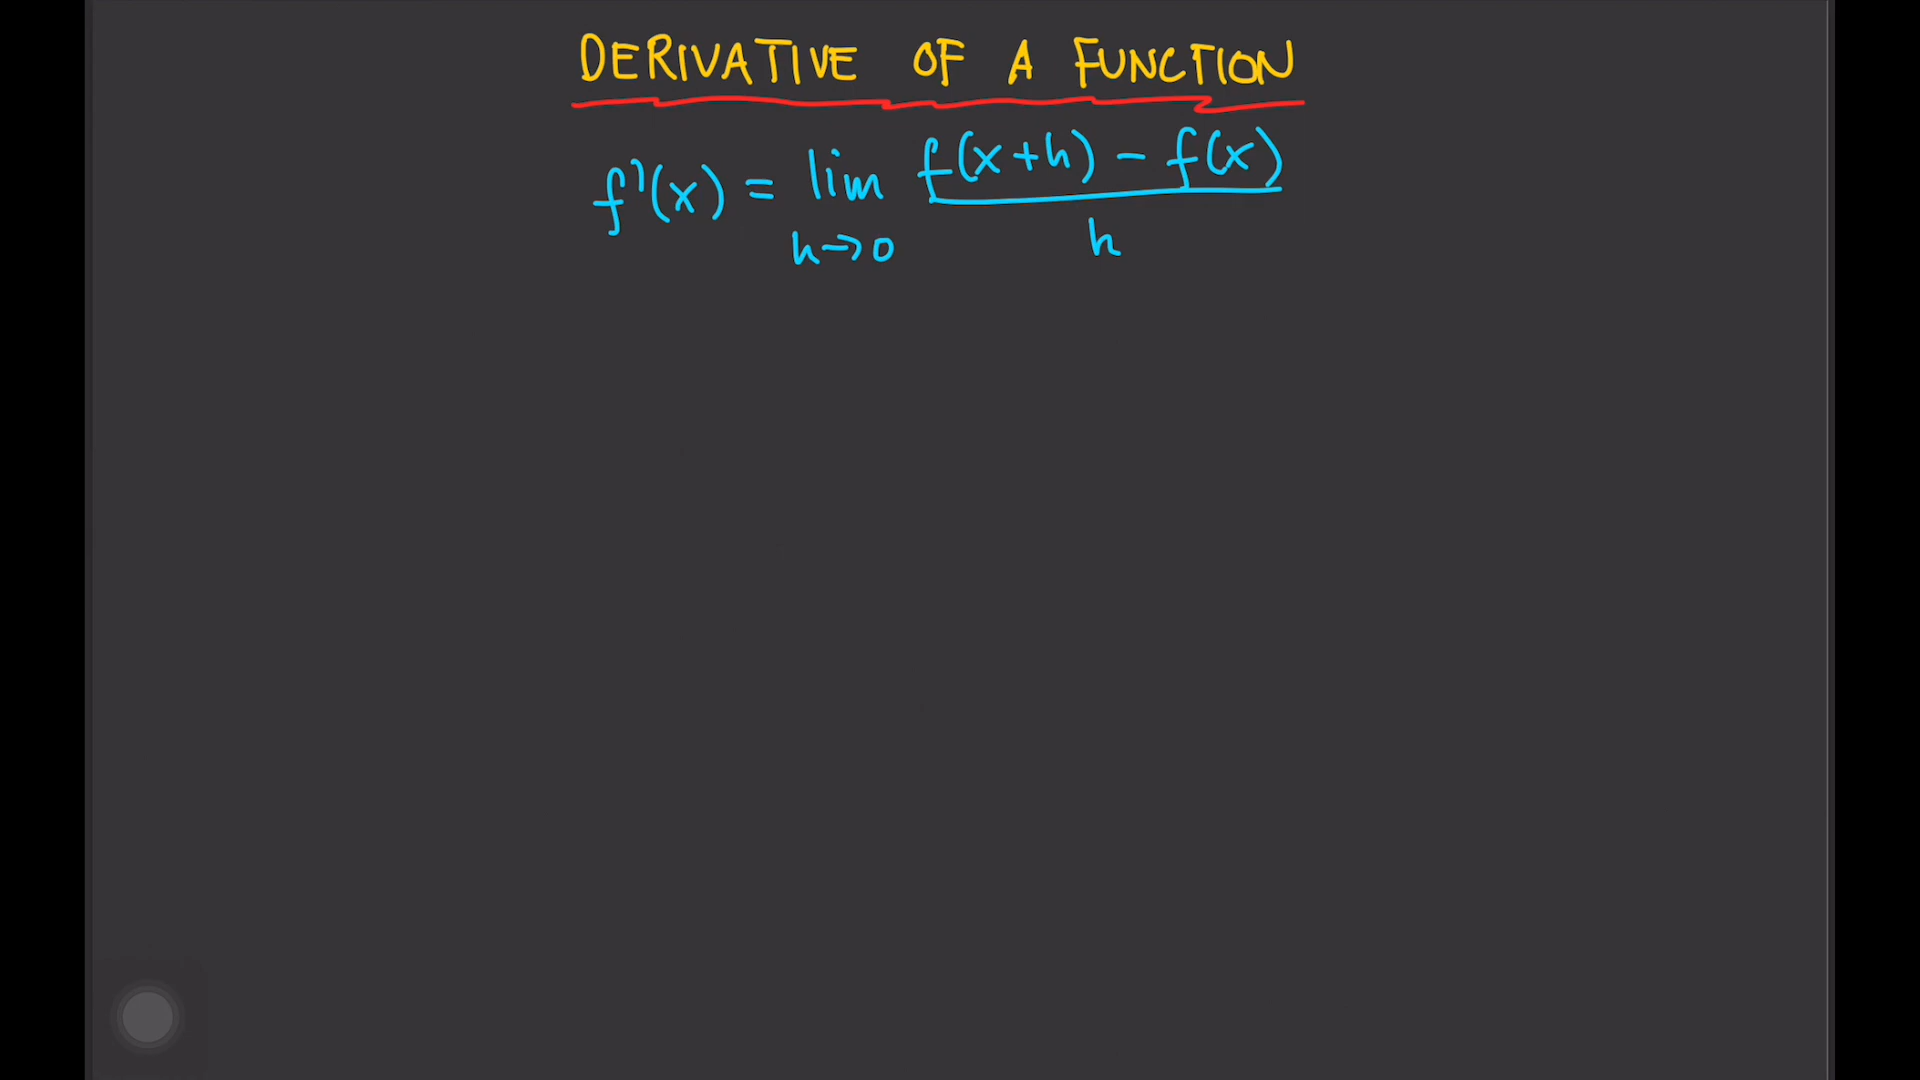 DERIVATIVE OF A FUNCTION
f'(x) = lim h→0 f(x+h) - f(x) / h